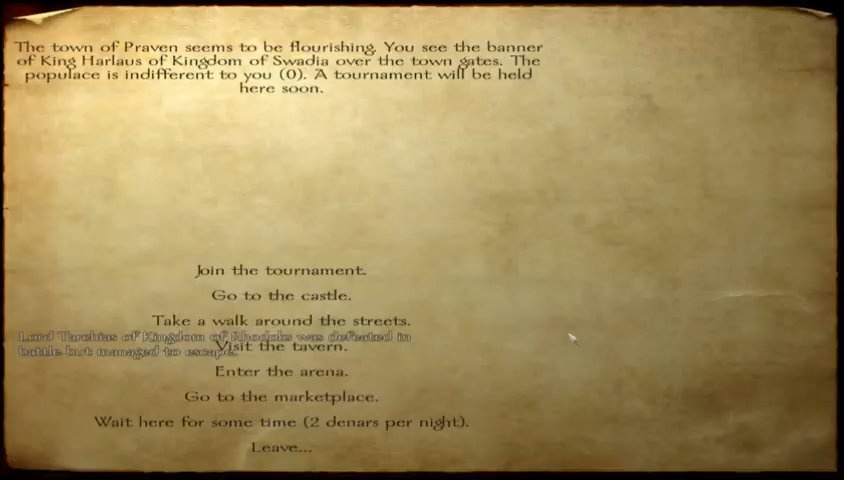 The town of Praven seems to be flourishing. You see the banner
of King Harlaus of Kingdom of Swadia over the town gates. The
populace is indifferent to you (0). A tournament will be held
here soon.
Join the tournament.
Go to the castle.
Take a walk around the streets.
Lord Tarchias of Kingdom of Rhodoks was defeated in
Visit the tavern.
battle but managed to escape.
Enter the arena.
Go to the marketplace.
Wait here for some time (2 denars per night).
Leave...